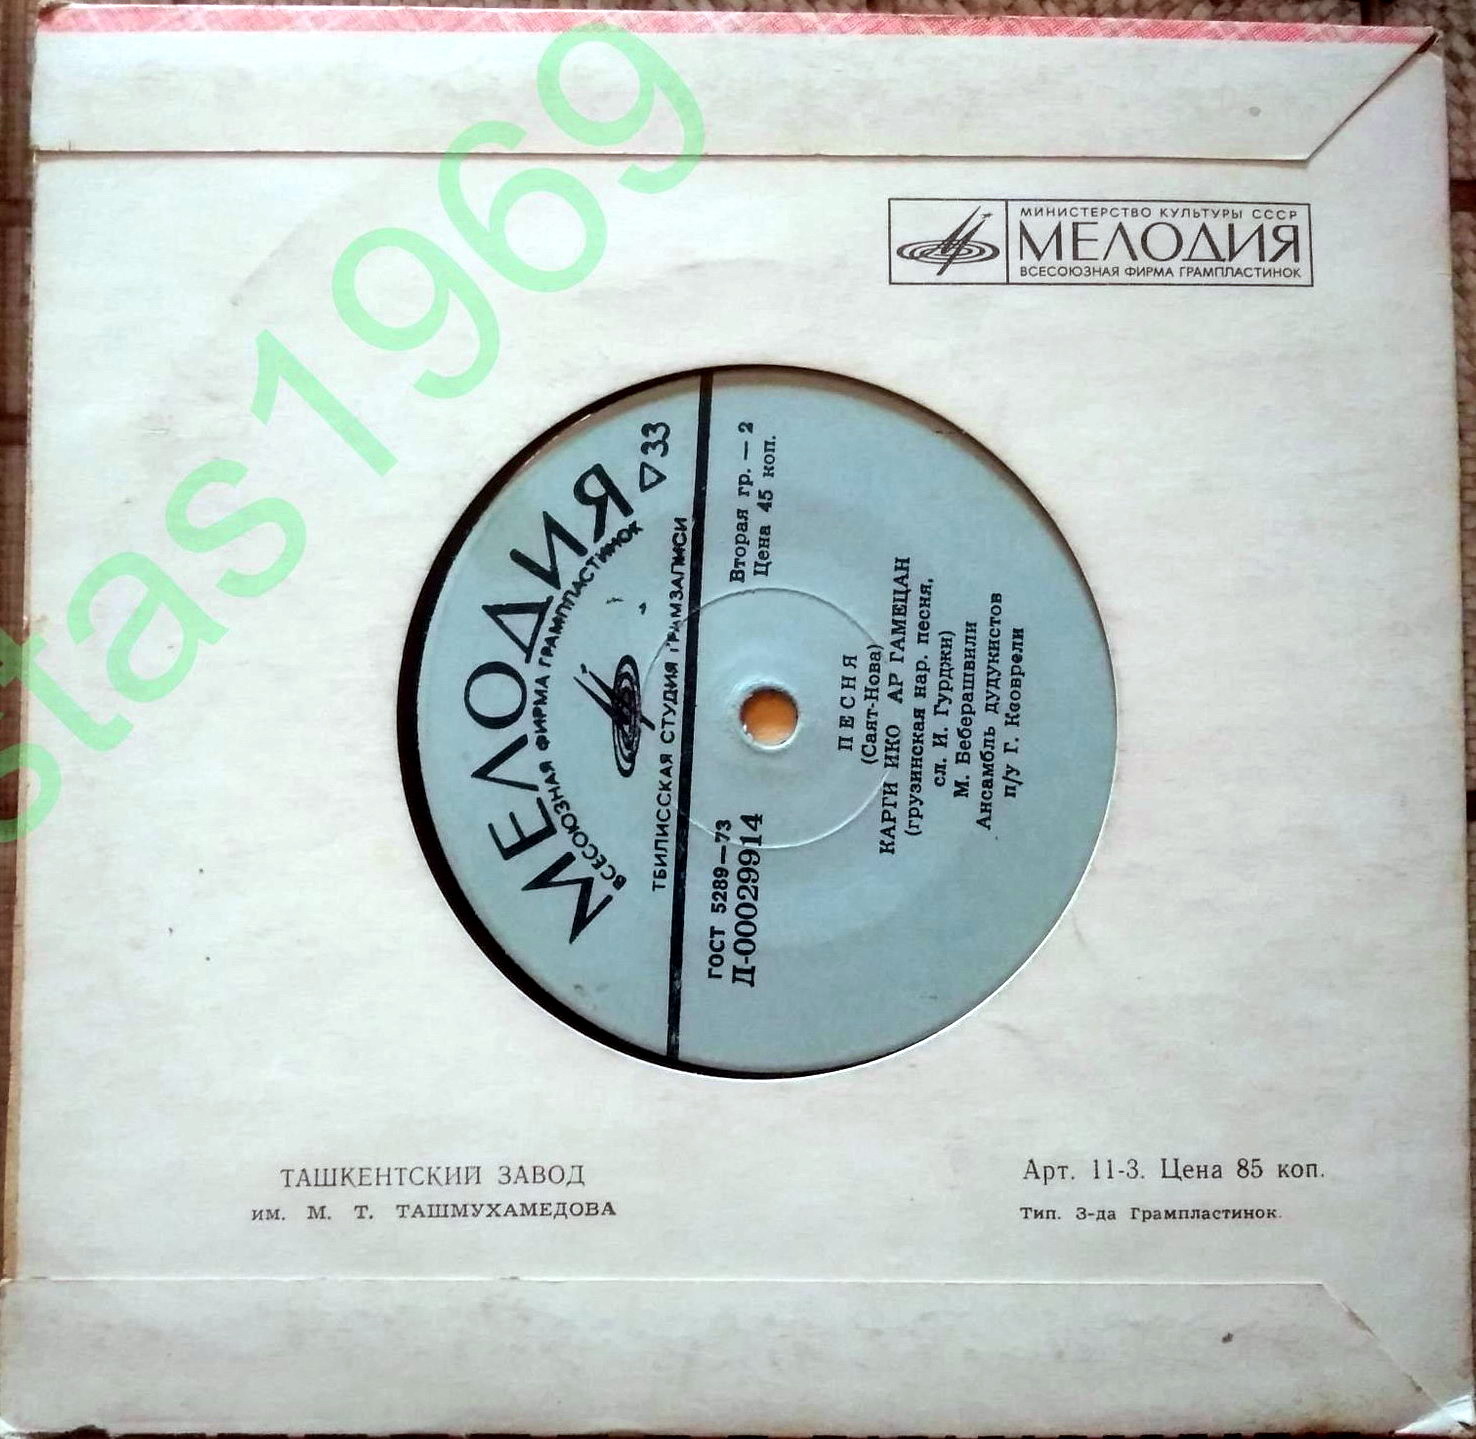 stas1969
МИНИСТЕРСТВО КУЛЬТУРЫ СССР
МЕЛОДИЯ
ВСЕСОЮЗНАЯ ФИРМА ГРАМПЛАСТИНОК
МЕЛОДИЯ
ВСЕСОЮЗНАЯ ФИРМА ГРАМПЛАСТИНОК
33
ТБИЛИССКАЯ СТУДИЯ ГРАМЗАПИСИ
ГОСТ 5289—73
Д-00029914
Вторая гр. — 2
Цена 45 коп.
ПЕСНЯ
(Саят-Нова)
КАРГИ ИКО АР ГАМЕЦАН
(грузинская нар. песня,
сл. И. Гурджи)
М. Беберашвили
Ансамбль дудукистов
п/у Г. Ксоврели
ТАШКЕНТСКИЙ ЗАВОД
им. М. Т. ТАШМУХАМЕДОВА
Арт. 11-3. Цена 85 коп.
Тип. З-да Грампластинок.